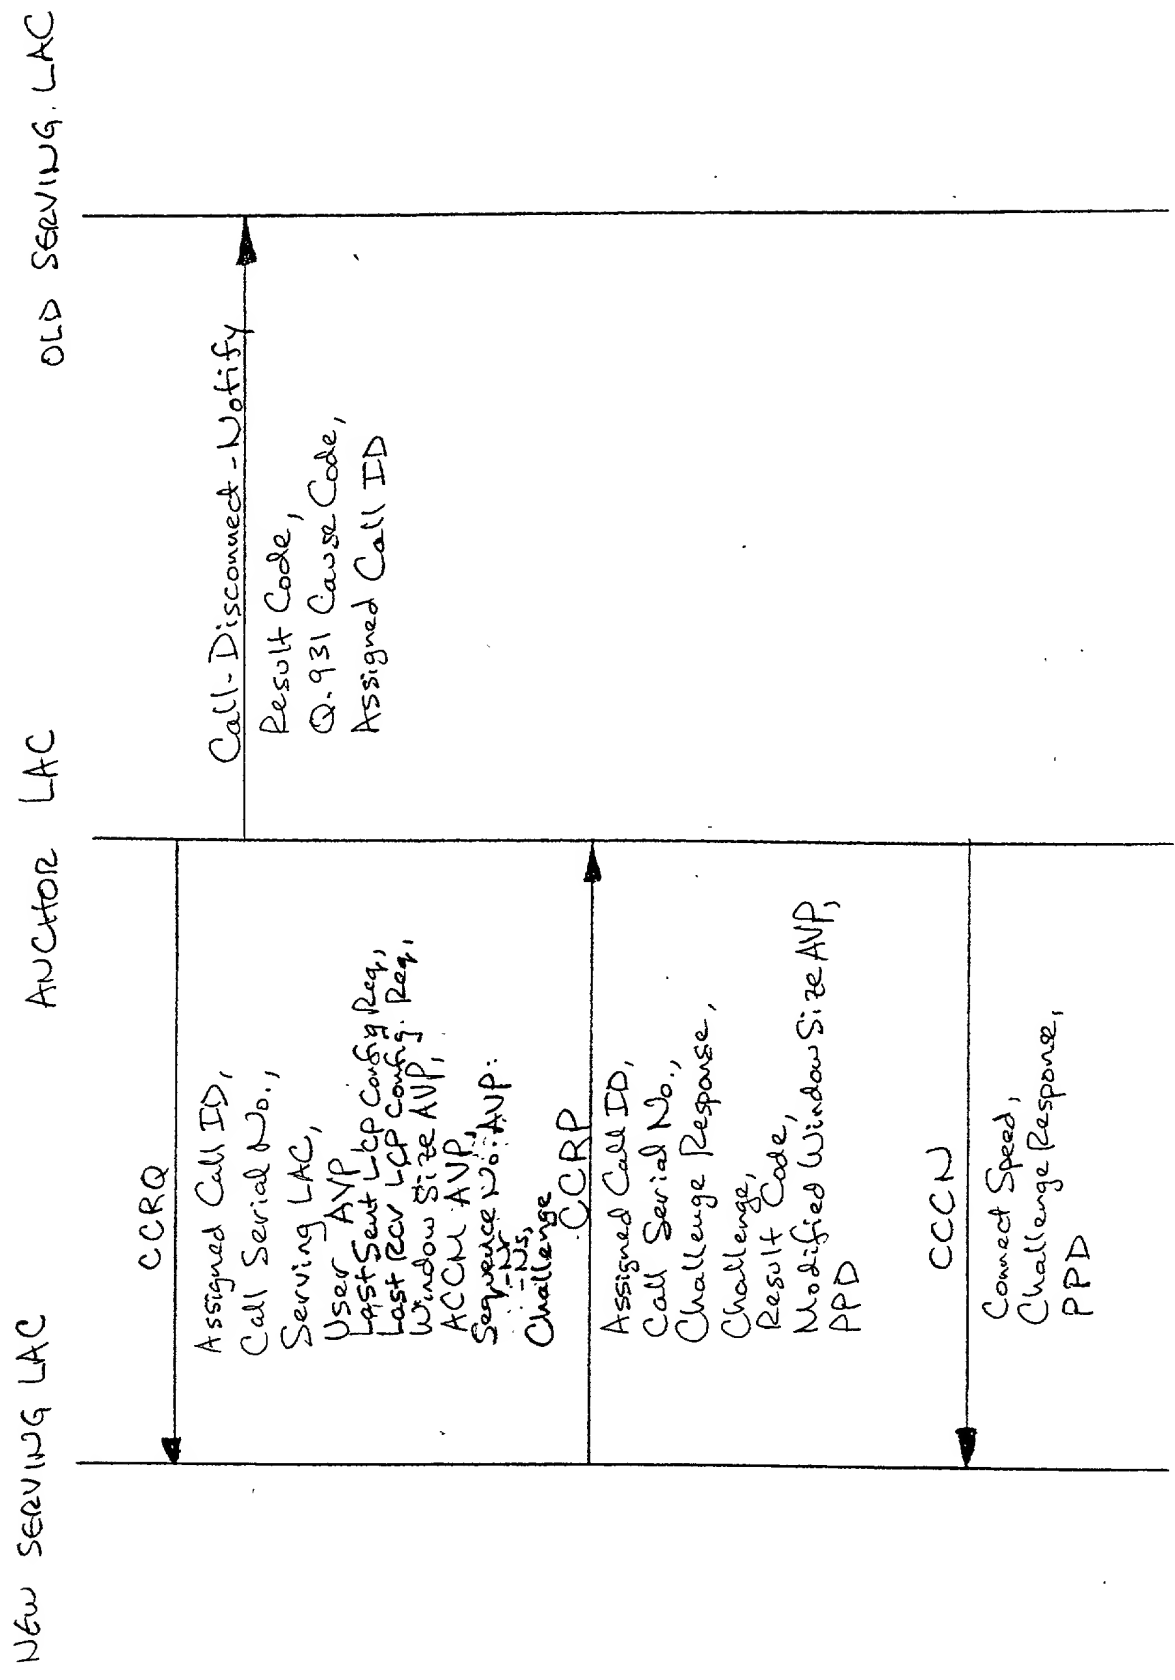 NEW SERVING LAC
ANCHOR LAC
OLD SERVING LAC
CCRQ
Assigned Call ID,
Call Serial No.,
Serving LAC,
User AVP
Last Sent LCP Config Req,
Last RCV LCP Config. Req,
Window Size AVP,
ACCM AVP,
Sequence No. AVP:
-Nr
-Ns,
Challenge
Call-Disconnect-Notify
Result Code,
Q.931 Cause Code,
Assigned Call ID
CCRP
Assigned Call ID,
Call Serial No.,
Challenge Response,
Challenge,
Result Code,
Modified Window Size AVP,
PPD
CCCN
Connect Speed,
Challenge Response,
PPD